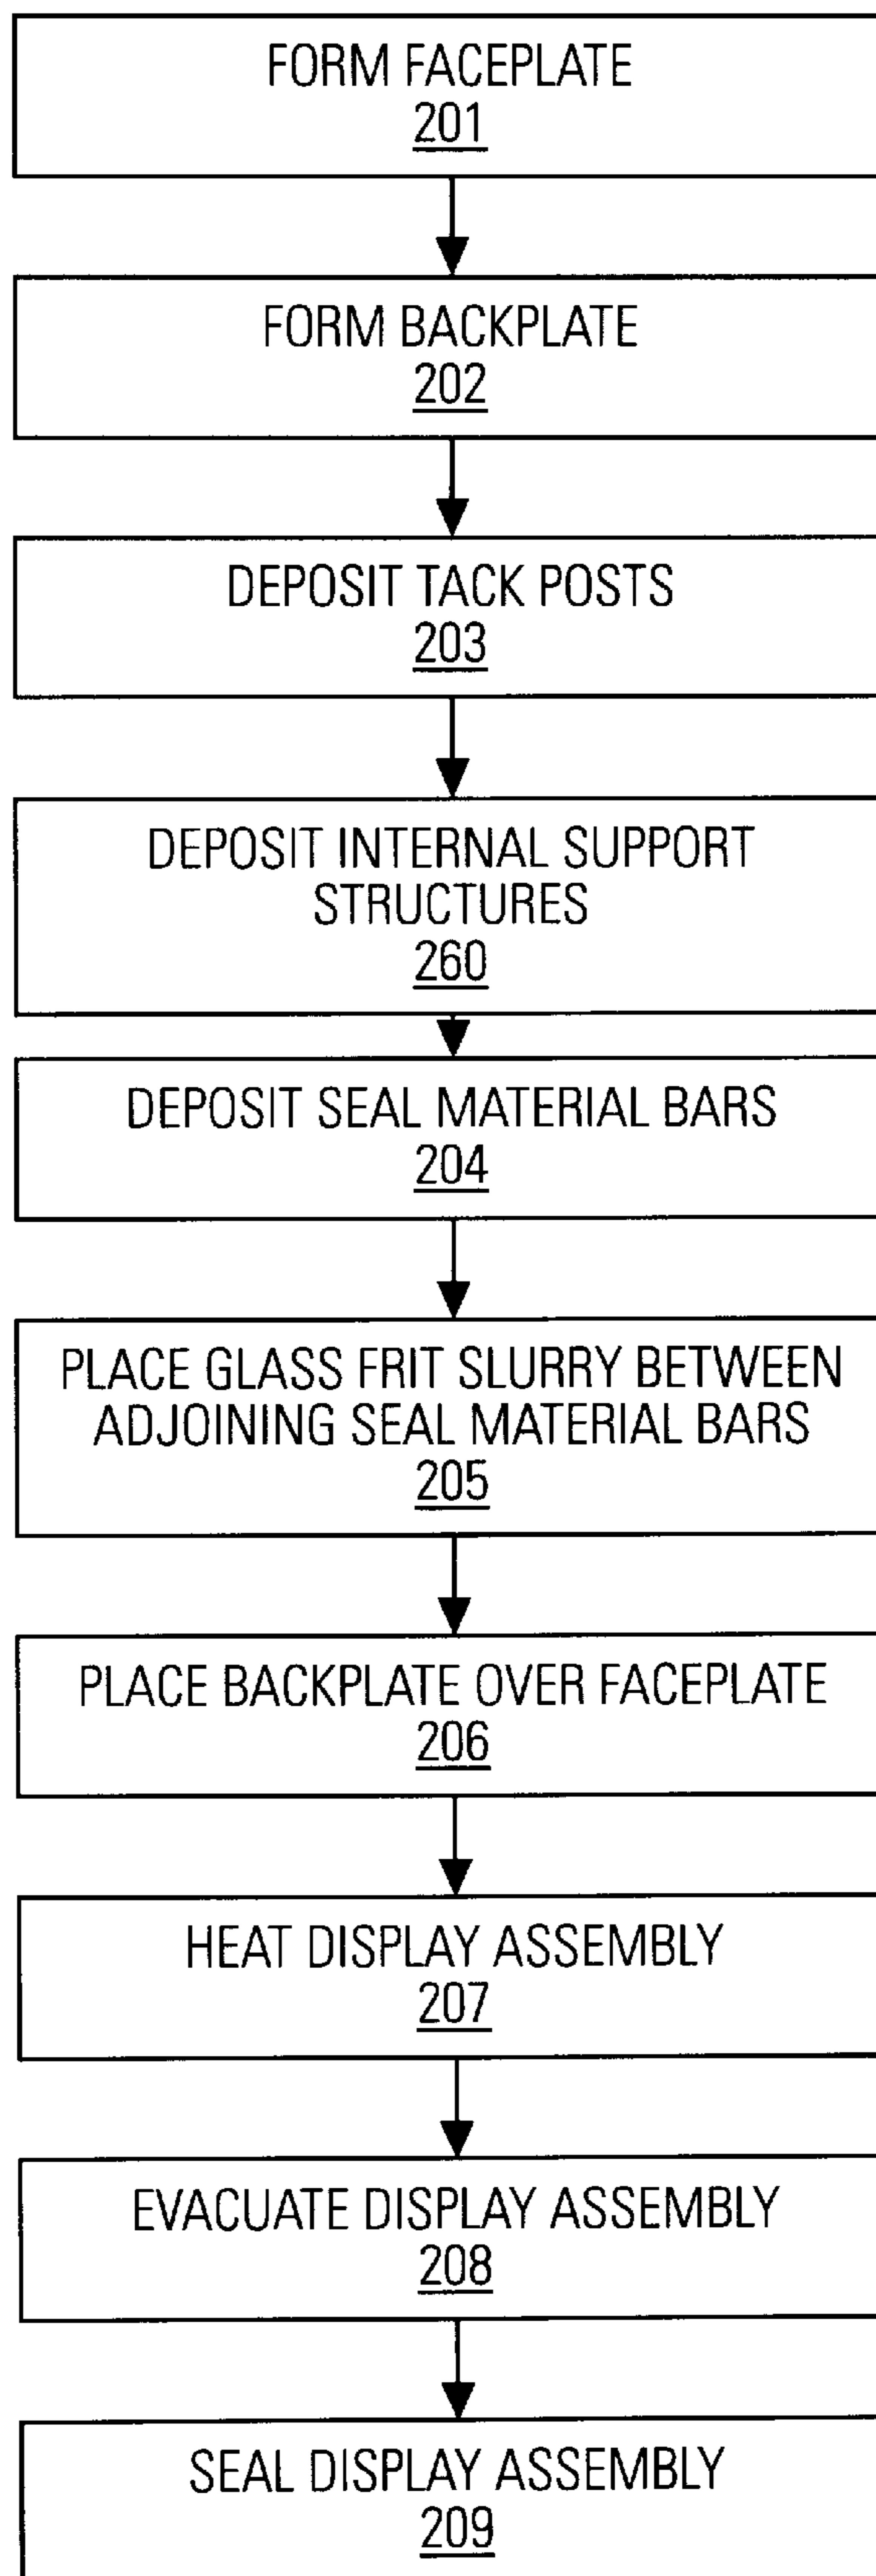 FORM FACEPLATE
201
FORM BACKPLATE
202
DEPOSIT TACK POSTS
203
DEPOSIT INTERNAL SUPPORT
STRUCTURES
260
DEPOSIT SEAL MATERIAL BARS
204
PLACE GLASS FRIT SLURRY BETWEEN
ADJOINING SEAL MATERIAL BARS
205
PLACE BACKPLATE OVER FACEPLATE
206
HEAT DISPLAY ASSEMBLY
207
EVACUATE DISPLAY ASSEMBLY
208
SEAL DISPLAY ASSEMBLY
209